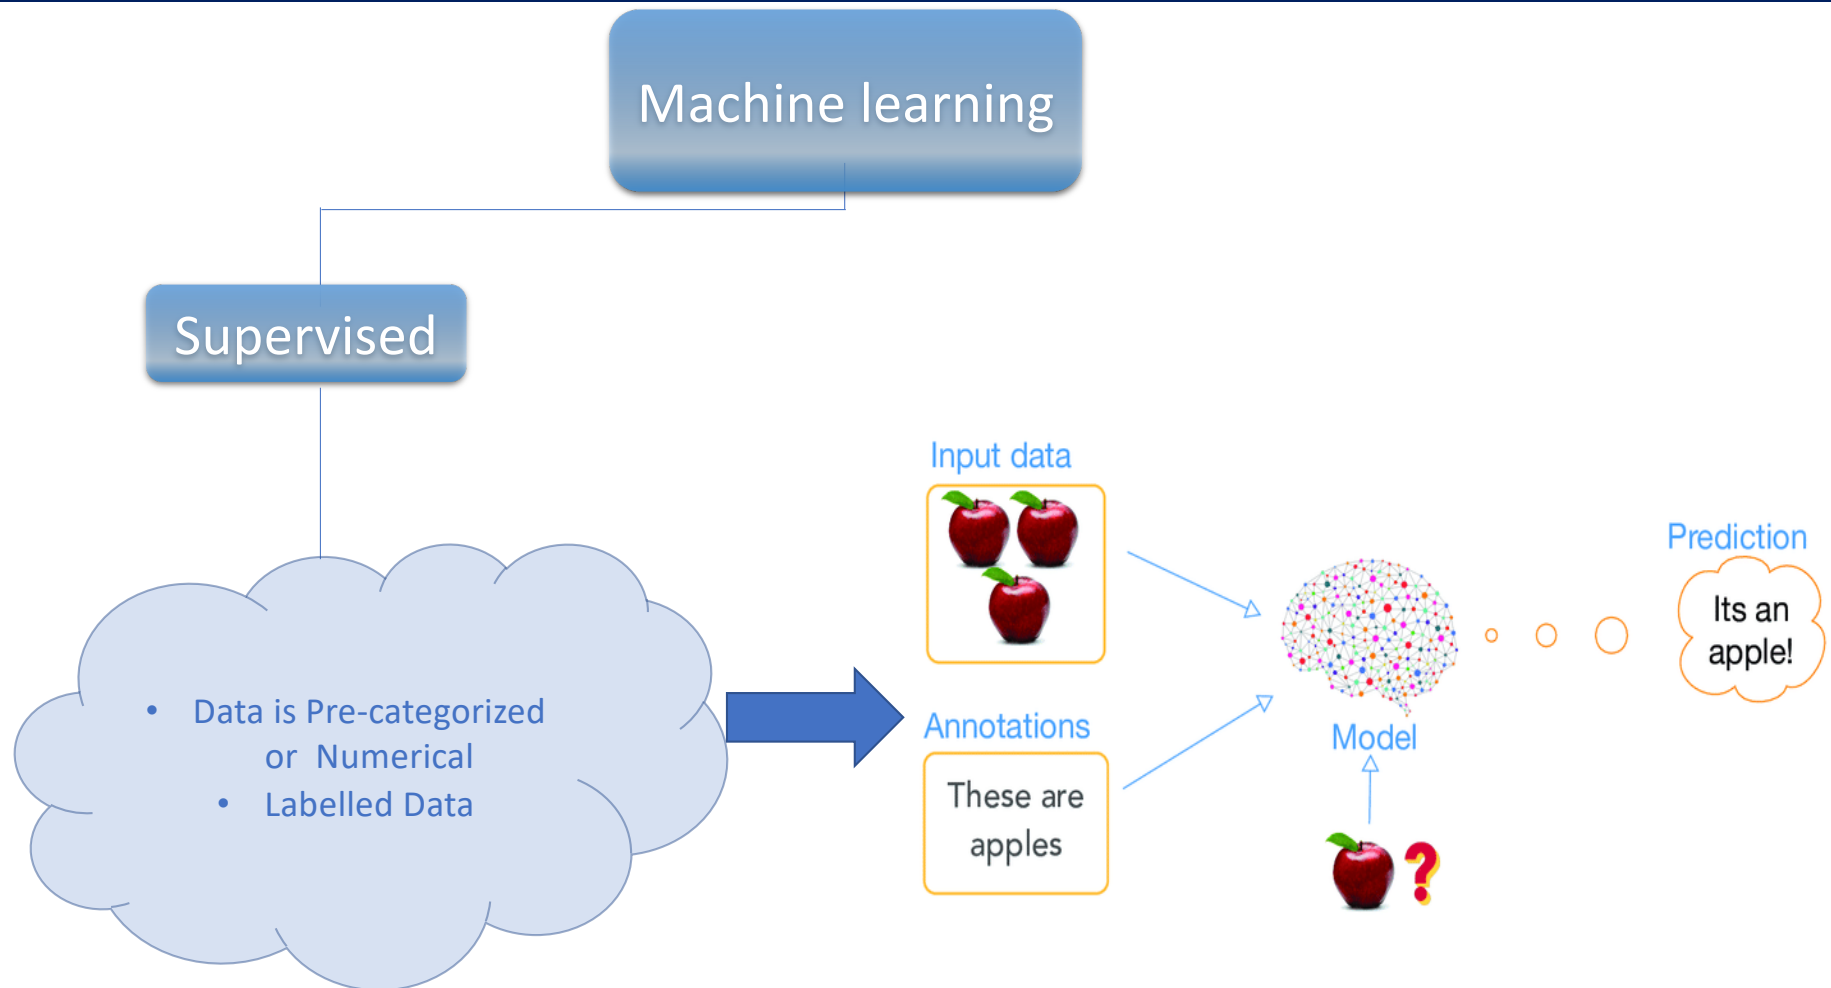 Machine learning
Supervised
• Data is Pre-categorized
or Numerical
• Labelled Data
Input data
Annotations
These are
apples
Model
?
Prediction
Its an
apple!